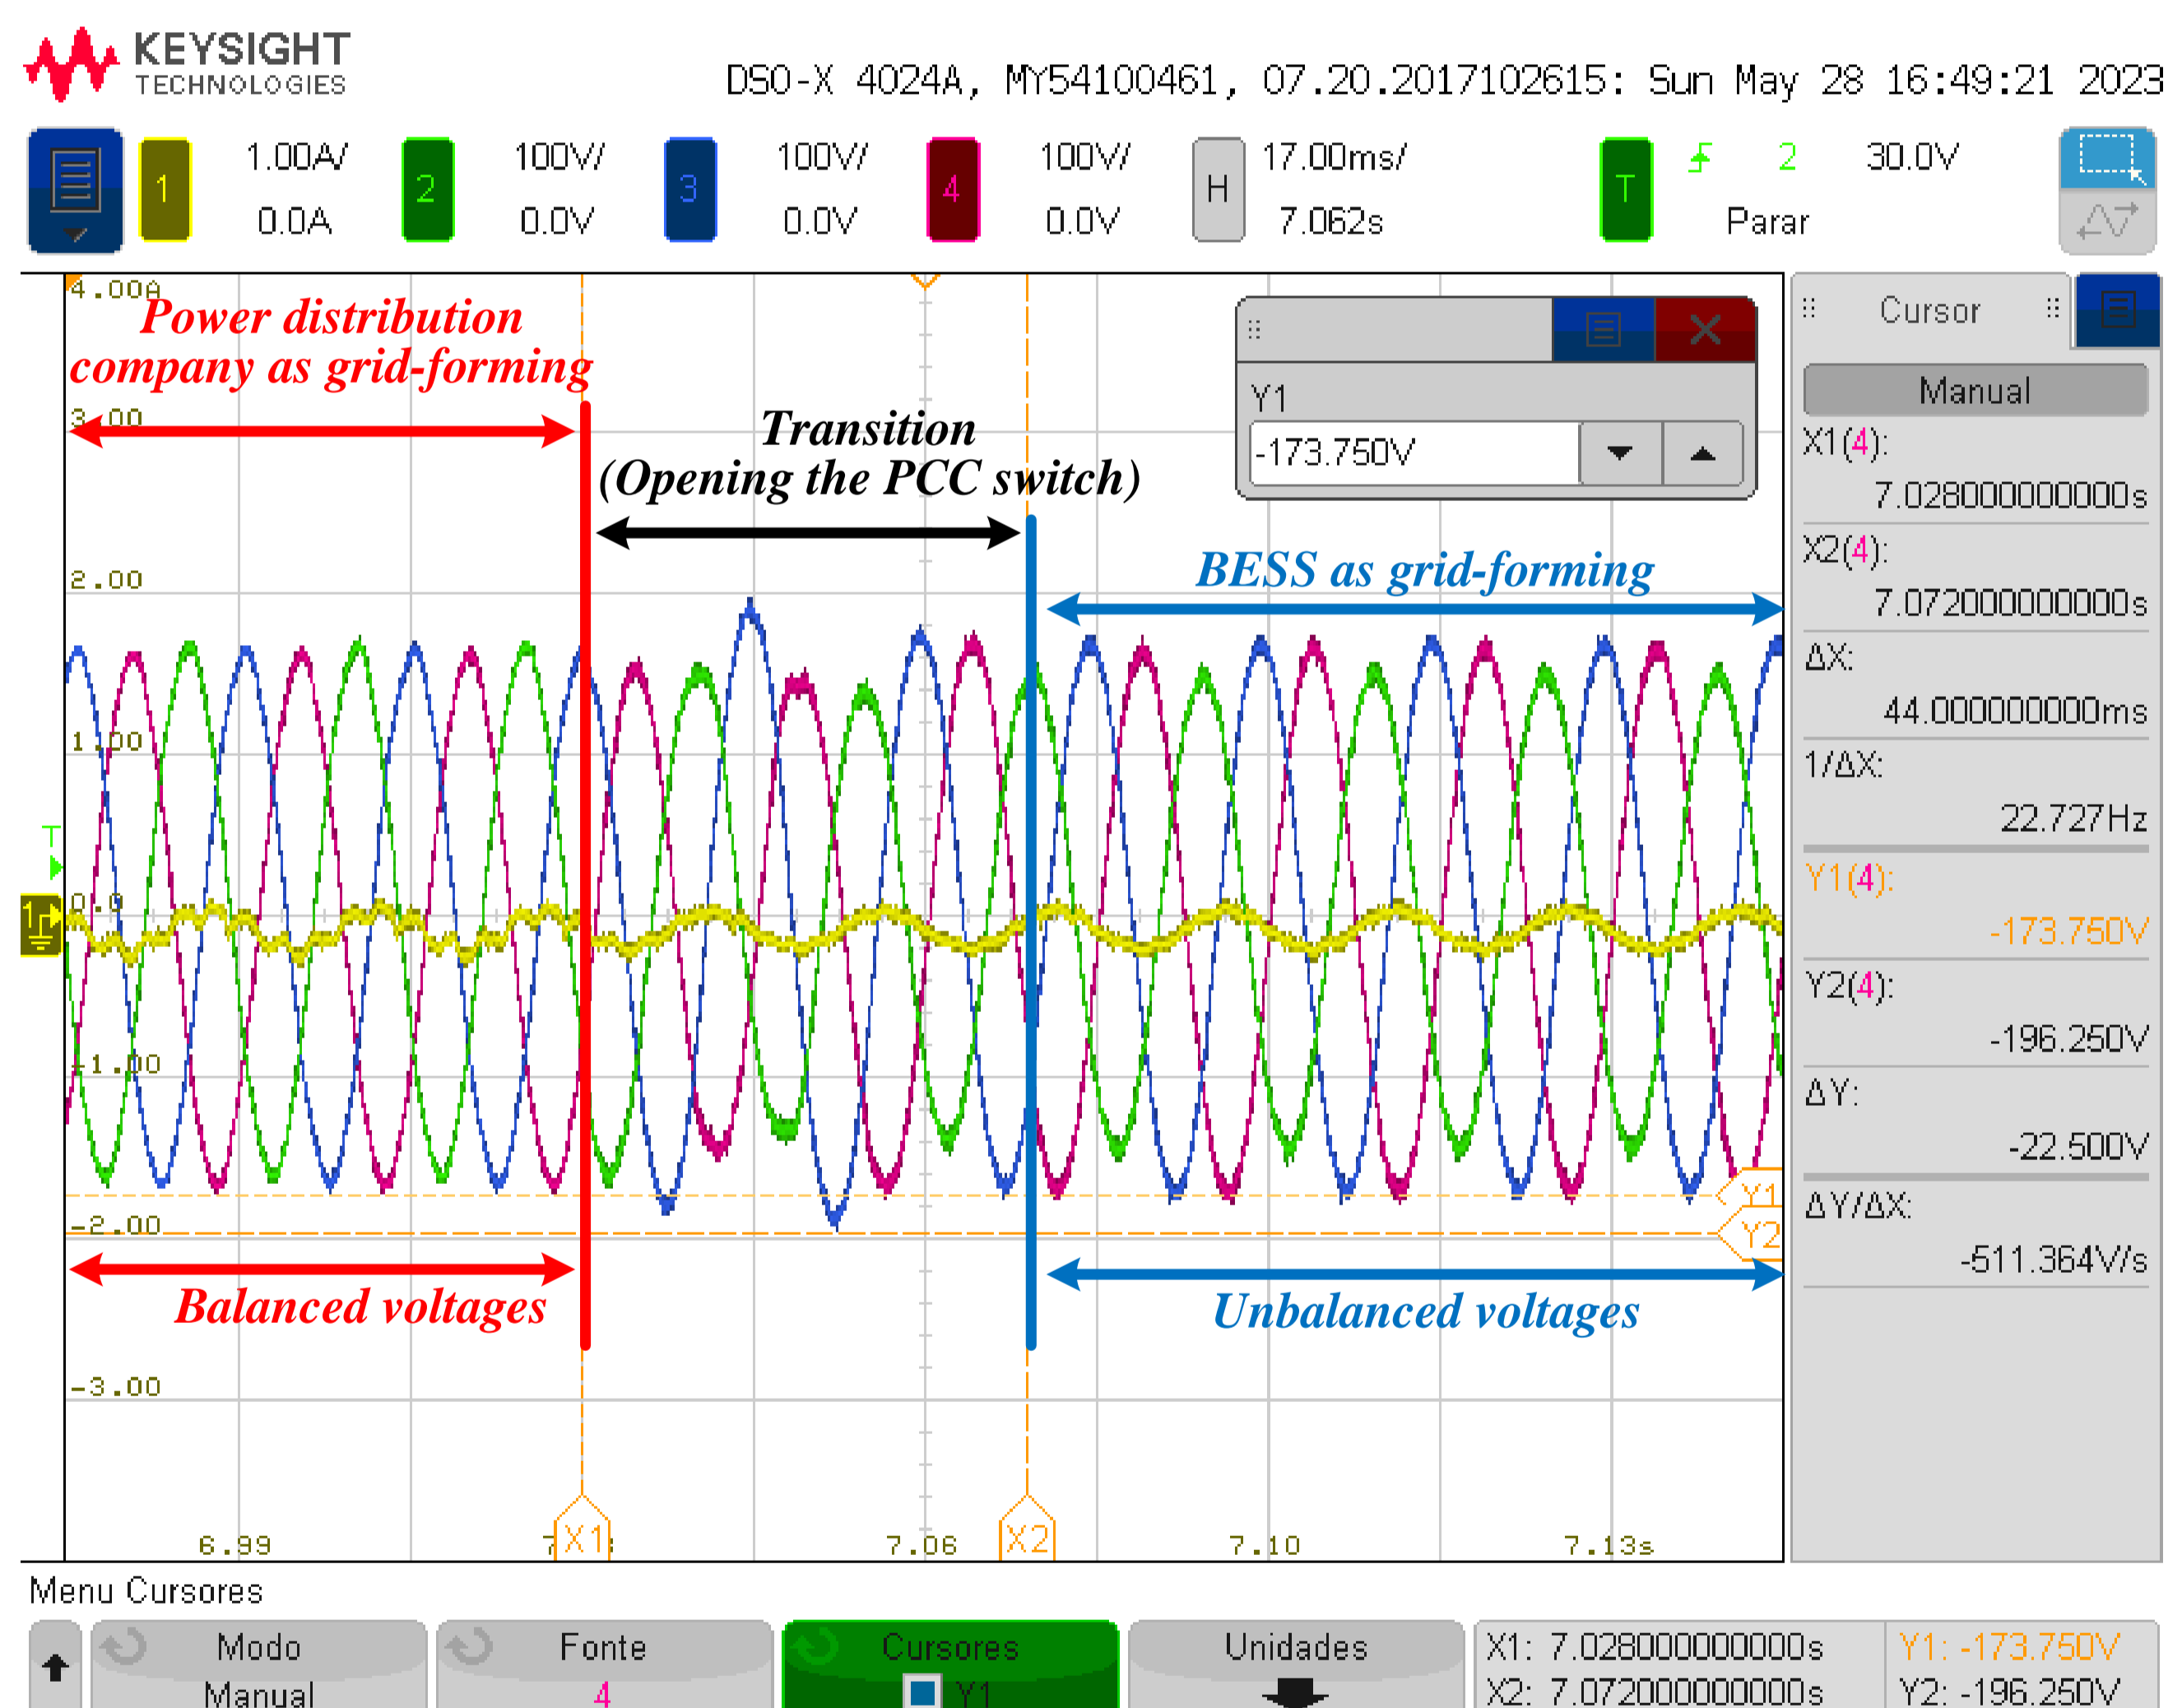 KEYSIGHT
TECHNOLOGIES
DSO-X 4024A, MY54100461, 07.20.2017102615: Sun May 28 16:49:21 2023
1 1.00A/ 2 100V/ 3 100V/ 4 100V/ H 17.00ms/ T 2 30.0V
0.0A 0.0V 0.0V 0.0V 7.062s Parar
4.00A
Power distribution
company as grid-forming
3.00
Transition
(Opening the PCC switch)
Y1
-173.750V
BESS as grid-forming
2.00
1.00
T
0.0
1
-1.00
Y1
-2.00
Y2
Balanced voltages
Unbalanced voltages
-3.00
X1
X2
6.99
7.06
7.10
7.13s
Cursor
Manual
X1(4):
7.028000000000s
X2(4):
7.072000000000s
ΔX:
44.000000000ms
1/ΔX:
22.727Hz
Y1(4):
-173.750V
Y2(4):
-196.250V
ΔY:
-22.500V
ΔY/ΔX:
-511.364V/s
Menu Cursores
Modo
Manual
Fonte
4
Cursores
Y1
Unidades
X1: 7.028000000000s
X2: 7.072000000000s
Y1: -173.750V
Y2: -196.250V